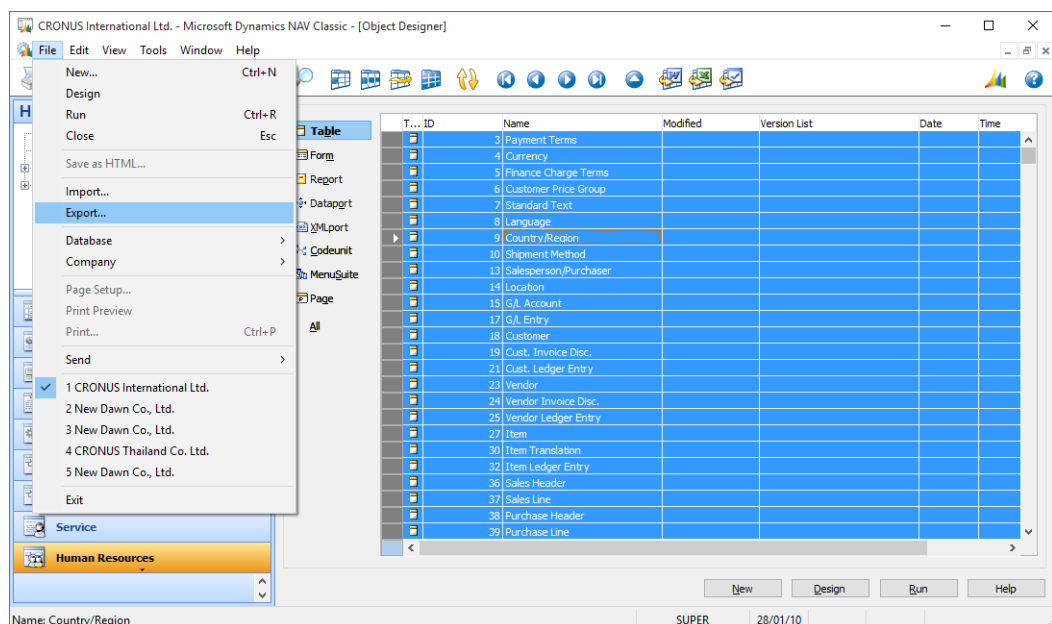 CRONUS International Ltd. - Microsoft Dynamics NAV Classic - [Object Designer]
File Edit View Tools Window Help
New... Ctrl+N
Design
Run Ctrl+R
Close Esc
Save as HTML...
Import...
Export...
Database
Company
Page Setup...
Print Preview
Print... Ctrl+P
Send
1 CRONUS International Ltd.
2 New Dawn Co., Ltd.
3 New Dawn Co., Ltd.
4 CRONUS Thailand Co. Ltd.
5 New Dawn Co., Ltd.
Exit
H
Service
Human Resources
Table
Form
Report
Dataport
XMLport
Codeunit
MenuSuite
Page
All
T... ID Name Modified Version List Date Time
3 Payment Terms
4 Currency
5 Finance Charge Terms
6 Customer Price Group
7 Standard Text
8 Language
9 Country/Region
10 Shipment Method
13 Salesperson/Purchaser
14 Location
15 G/L Account
17 G/L Entry
18 Customer
19 Cust. Invoice Disc.
21 Cust. Ledger Entry
23 Vendor
24 Vendor Invoice Disc.
25 Vendor Ledger Entry
27 Item
30 Item Translation
32 Item Ledger Entry
36 Sales Header
37 Sales Line
38 Purchase Header
39 Purchase Line
New Design Run Help
Name: Country/Region SUPER 28/01/10